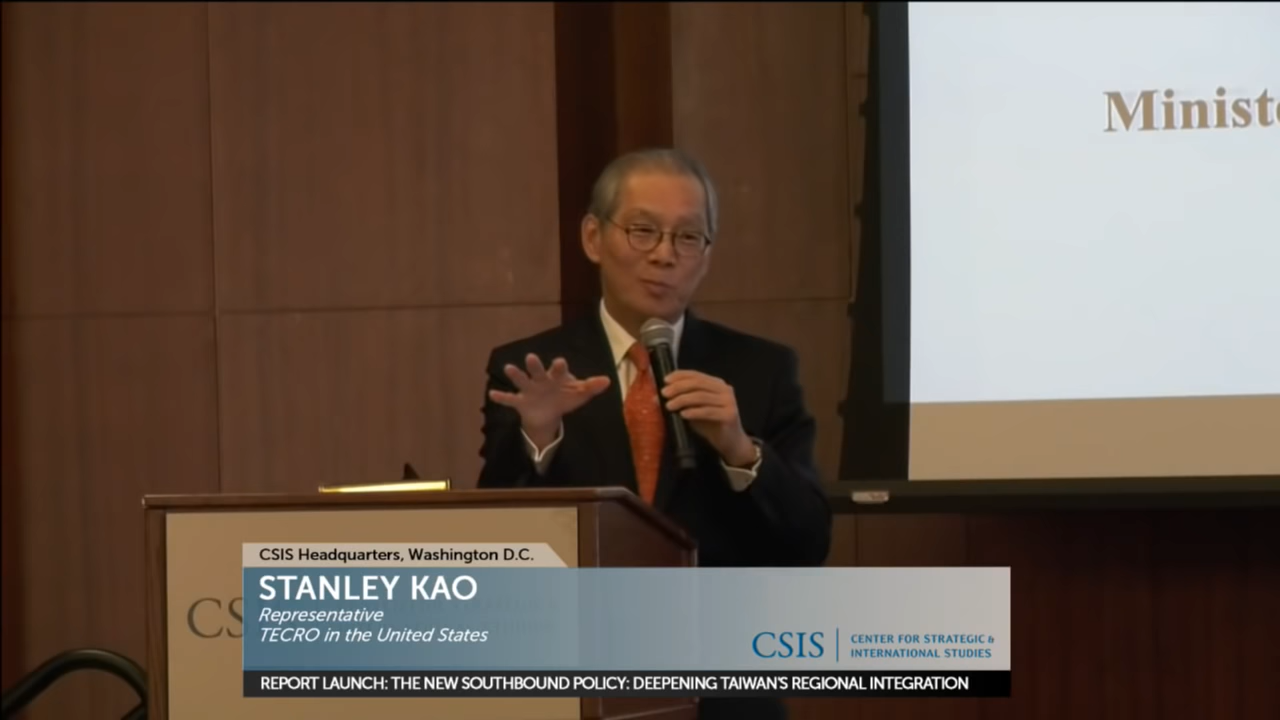 Minist
CSIS Headquarters, Washington D.C.
STANLEY KAO
Representative
TECRO in the United States
CS
CSIS
CENTER FOR STRATEGIC &
INTERNATIONAL STUDIES
REPORT LAUNCH: THE NEW SOUTHBOUND POLICY: DEEPENING TAIWAN'S REGIONAL INTEGRATION